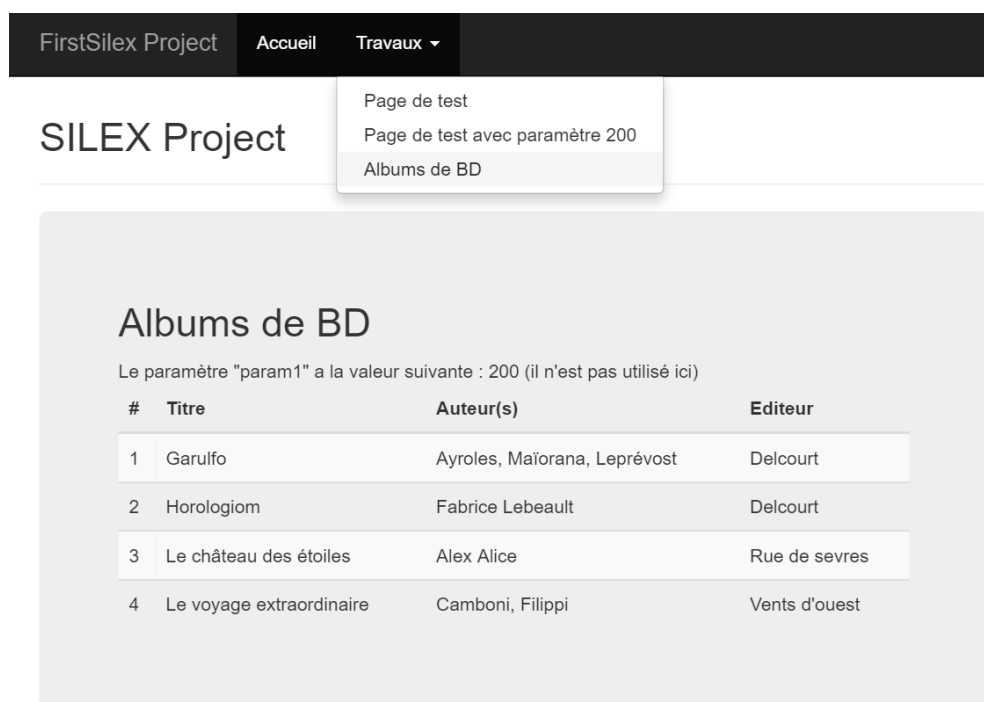 FirstSilex Project Accueil Travaux
Page de test
Page de test avec paramètre 200
Albums de BD
SILEX Project
Albums de BD
Le paramètre "param1" a la valeur suivante : 200 (il n'est pas utilisé ici)
# Titre Auteur(s) Editeur
1 Garulfo Ayroles, Maïorana, Leprévost Delcourt
2 Horologiom Fabrice Lebeault Delcourt
3 Le château des étoiles Alex Alice Rue de sevres
4 Le voyage extraordinaire Camboni, Filippi Vents d'ouest